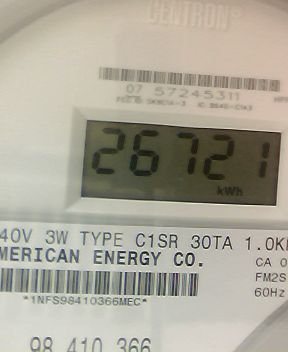 CENTRON®
07 57245311
26721
kWh
40V 3W TYPE C1SR 30TA 1.0K
MERICAN ENERGY CO.
CA 0
FM2S
60Hz
*1NFS98410366MEC*
98 410 366